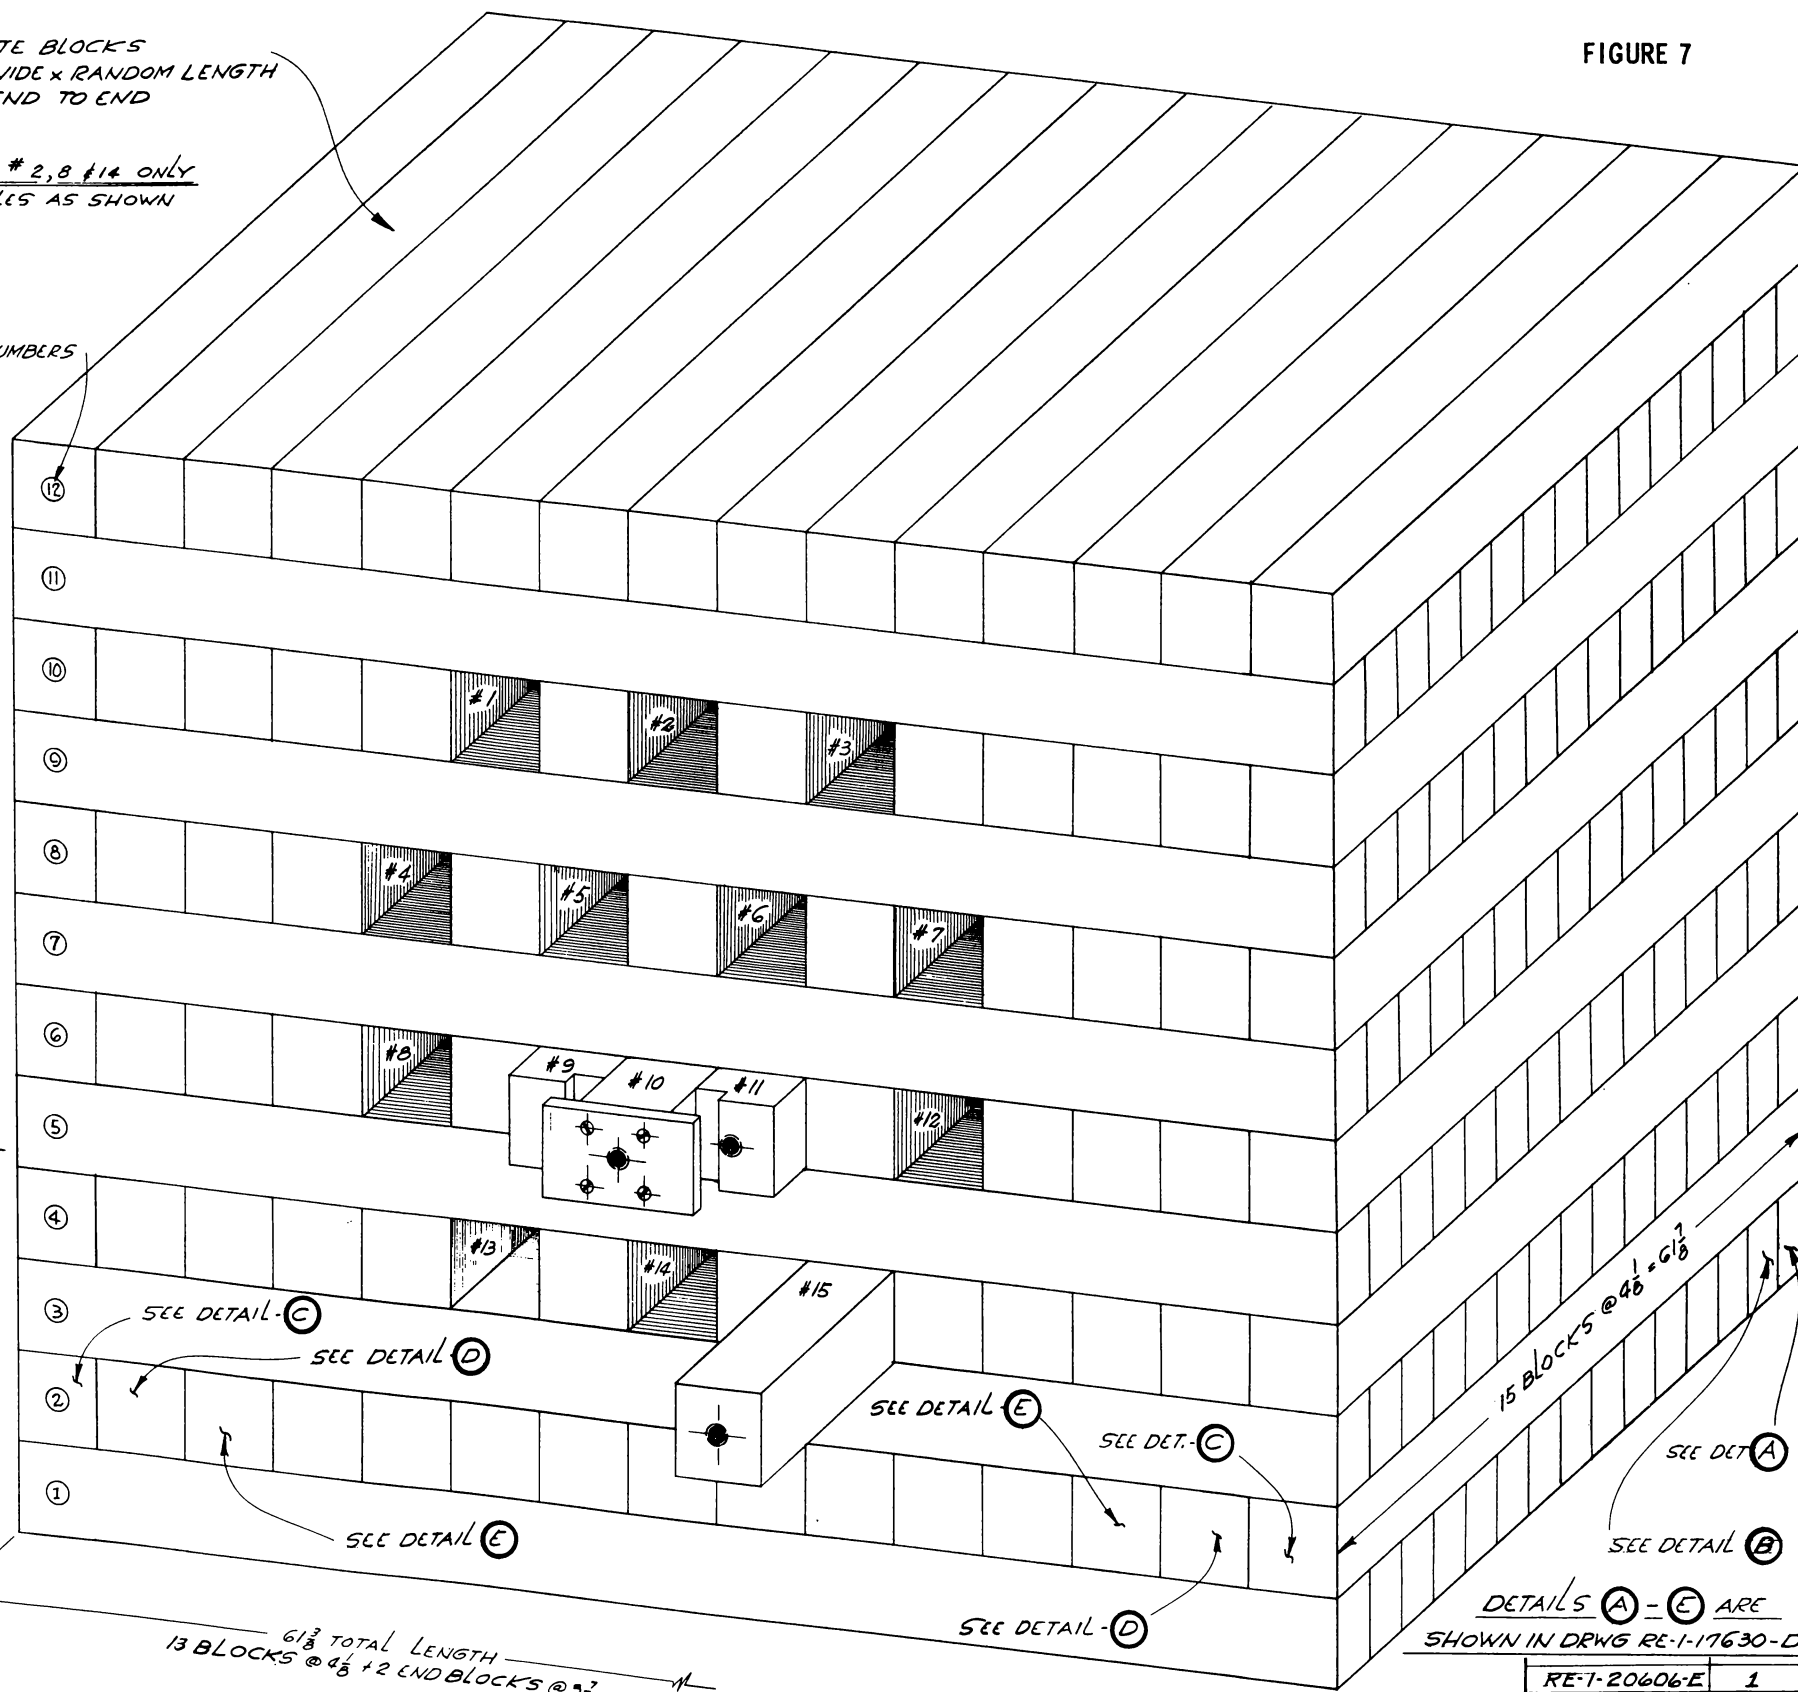 FIGURE 7
TE BLOCKS
WIDE x RANDOM LENGTH
END TO END
# 2, 8 & 14 ONLY
LES AS SHOWN
UMBERS
12
11
10
9
8
7
6
5
4
3
2
1
#1
#2
#3
#4
#5
#6
#7
#8
#9
#10
#11
#12
#13
#14
#15
SEE DETAIL-C
SEE DETAIL D
SEE DETAIL E
SEE DETAIL-E
SEE DET.-C
SEE DETAIL-D
15 BLOCKS @ 4 1/8 = 61 7/8
SEE DET A
SEE DETAIL B
61 3/8 TOTAL LENGTH
13 BLOCKS @ 4 1/8 + 2 END BLOCKS @
DETAILS A - E ARE
SHOWN IN DRWG RE-1-17630-D
RE-7-20606-E 1